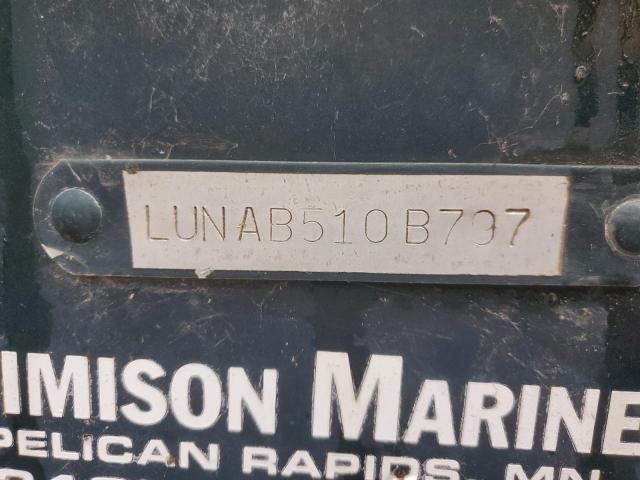 LUNAB510B797
IMISON MARINE
PELICAN RAPIDS, MN